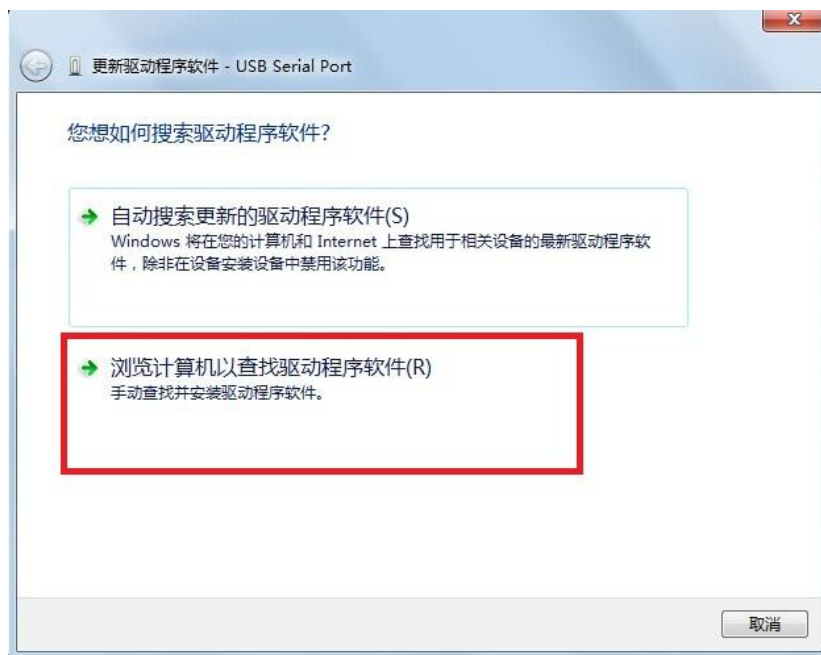 更新驱动程序软件 - USB Serial Port
您想如何搜索驱动程序软件?
自动搜索更新的驱动程序软件(S)
Windows 将在您的计算机和 Internet 上查找用于相关设备的最新驱动程序软
件，除非在设备安装设备中禁用该功能。
浏览计算机以查找驱动程序软件(R)
手动查找并安装驱动程序软件。
取消